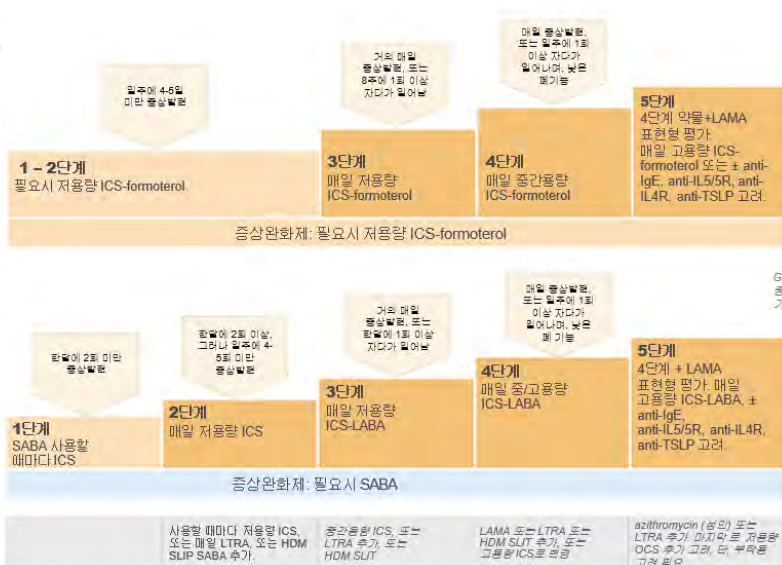 일주에 4-5일
미만 증상발현
거의 매일
증상발현, 또는
8주에 1회 이상
자다가 일어남
매일 증상발현,
또는 일주에 1회
이상 자다가
일어나며, 낮은
폐기능
1 – 2단계
필요시 저용량 ICS-formoterol
3단계
매일 저용량
ICS-formoterol
4단계
매일 중간용량
ICS-formoterol
5단계
4단계 약물+LAMA
표현형 평가.
매일 고용량 ICS-
formoterol 또는 ± anti-
IgE, anti-IL5/5R, anti-
IL4R, anti-TSLP 고려.
증상완화제: 필요시 저용량 ICS-formoterol
한달에 2회 미만
증상발현
한달에 2회 이상,
그러나 일주에 4-
5회 미만
증상발현
거의 매일
증상발현, 또는
한달에 1회 이상
자다가 일어남
매일 증상발현,
또는 일주에 1회
이상 자다가
일어나며, 낮은
폐기능
1단계
SABA 사용할
때마다 ICS
2단계
매일 저용량 ICS
3단계
매일 저용량
ICS-LABA
4단계
매일 중/고용량
ICS-LABA
5단계
4단계 + LAMA
표현형 평가. 매일
고용량 ICS-LABA, ±
anti-IgE,
anti-IL5/5R, anti-IL4R,
anti-TSLP 고려.
증상완화제: 필요시 SABA
사용할 때마다 저용량 ICS,
또는 매일 LTRA, 또는 HDM
SLIP SABA 추가.
중간용량 ICS, 또는
LTRA 추가, 또는
HDM SLIT
LAMA 또는 LTRA 또는
HDM SLIT 추가, 또는
고용량 ICS로 변경
azithromycin (성인) 또는
LTRA 추가. 마지막 로 저용량
OCS 추가 고려, 단, 부작용
고려 필요